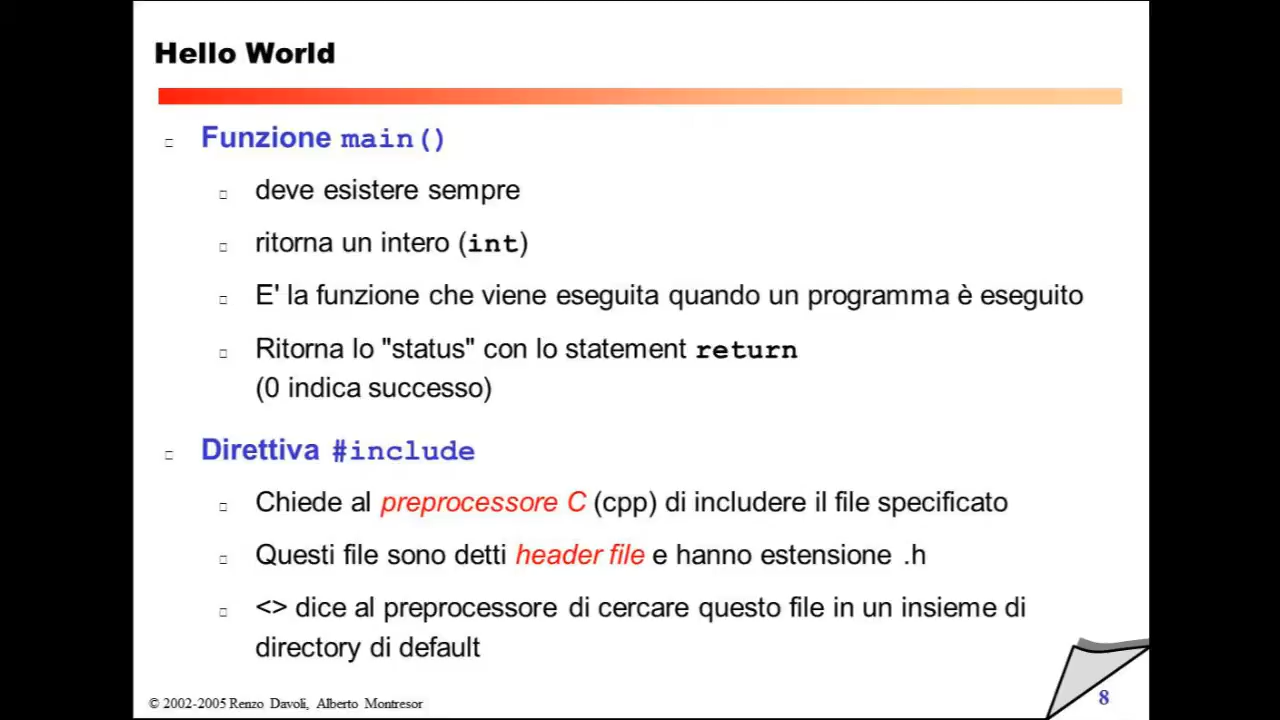 Hello World
Funzione main()
deve esistere sempre
ritorna un intero (int)
E' la funzione che viene eseguita quando un programma è eseguito
Ritorna lo "status" con lo statement return
(0 indica successo)
Direttiva #include
Chiede al preprocessore C (cpp) di includere il file specificato
Questi file sono detti header file e hanno estensione .h
<> dice al preprocessore di cercare questo file in un insieme di
directory di default
© 2002-2005 Renzo Davoli, Alberto Montresor
8